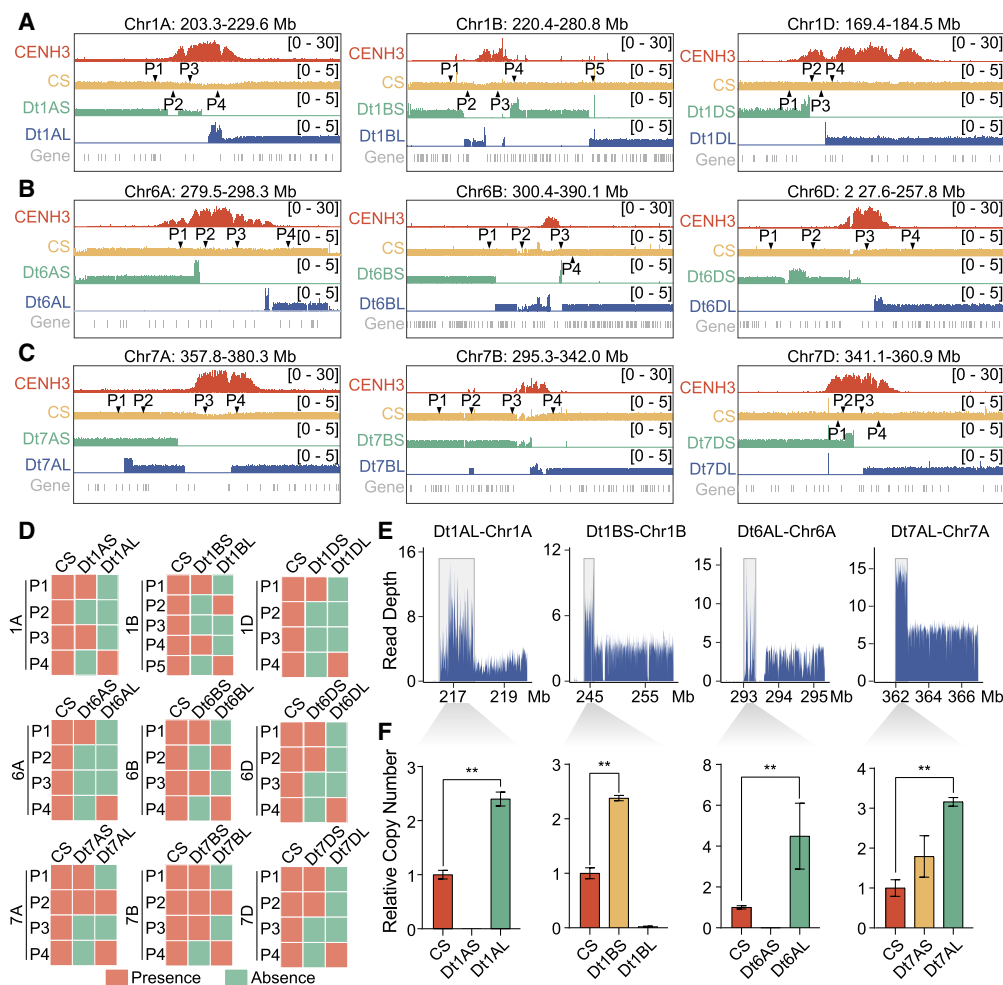 A
Chr1A: 203.3-229.6 Mb
Chr1B: 220.4-280.8 Mb
Chr1D: 169.4-184.5 Mb
CENH3 [0 - 30]
CENH3 [0 - 30]
CENH3 [0 - 30]
CS P1 P3 [0 - 5]
CS P1 P4 P5 [0 - 5]
CS P2 P4 [0 - 5]
Dt1AS P2 P4 [0 - 5]
Dt1BS P2 P3 [0 - 5]
Dt1DS P1 P3 [0 - 5]
Dt1AL [0 - 5]
Dt1BL [0 - 5]
Dt1DL [0 - 5]
Gene
Gene
Gene
B
Chr6A: 279.5-298.3 Mb
Chr6B: 300.4-390.1 Mb
Chr6D: 2 27.6-257.8 Mb
CENH3 [0 - 30]
CENH3 [0 - 30]
CENH3 [0 - 30]
CS P1 P2 P3 P4 [0 - 5]
CS P1 P2 P3 [0 - 5]
CS P1 P2 P3 P4 [0 - 5]
Dt6AS [0 - 5]
Dt6BS P4 [0 - 5]
Dt6DS [0 - 5]
Dt6AL [0 - 5]
Dt6BL [0 - 5]
Dt6DL [0 - 5]
Gene
Gene
Gene
C
Chr7A: 357.8-380.3 Mb
Chr7B: 295.3-342.0 Mb
Chr7D: 341.1-360.9 Mb
CENH3 [0 - 30]
CENH3 [0 - 30]
CENH3 [0 - 30]
CS P1 P2 P3 P4 [0 - 5]
CS P1 P2 P3 P4 [0 - 5]
CS P2 P3 [0 - 5]
Dt7AS [0 - 5]
Dt7BS [0 - 5]
Dt7DS P1 P4 [0 - 5]
Dt7AL [0 - 5]
Dt7BL [0 - 5]
Dt7DL [0 - 5]
Gene
Gene
Gene
D
CS Dt1AS Dt1AL
1A
P1
P2
P3
P4
CS Dt1BS Dt1BL
1B
P1
P2
P3
P4
P5
CS Dt1DS Dt1DL
1D
P1
P2
P3
P4
CS Dt6AS Dt6AL
6A
P1
P2
P3
P4
CS Dt6BS Dt6BL
6B
P1
P2
P3
P4
CS Dt6DS Dt6DL
6D
P1
P2
P3
P4
CS Dt7AS Dt7AL
7A
P1
P2
P3
P4
CS Dt7BS Dt7BL
7B
P1
P2
P3
P4
CS Dt7DS Dt7DL
7D
P1
P2
P3
P4
Presence Absence
E
Dt1AL-Chr1A
Read Depth
16
8
0
217 219 Mb
Dt1BS-Chr1B
12
6
0
245 255 Mb
Dt6AL-Chr6A
15
10
5
0
293 294 295 Mb
Dt7AL-Chr7A
15
10
5
0
362 364 366 Mb
F
Relative Copy Number
3
2
1
0
**
CS Dt1AS Dt1AL
3
2
1
0
**
CS Dt1BS Dt1BL
8
6
4
2
0
**
CS Dt6AS Dt6AL
4
3
2
1
0
**
CS Dt7AS Dt7AL